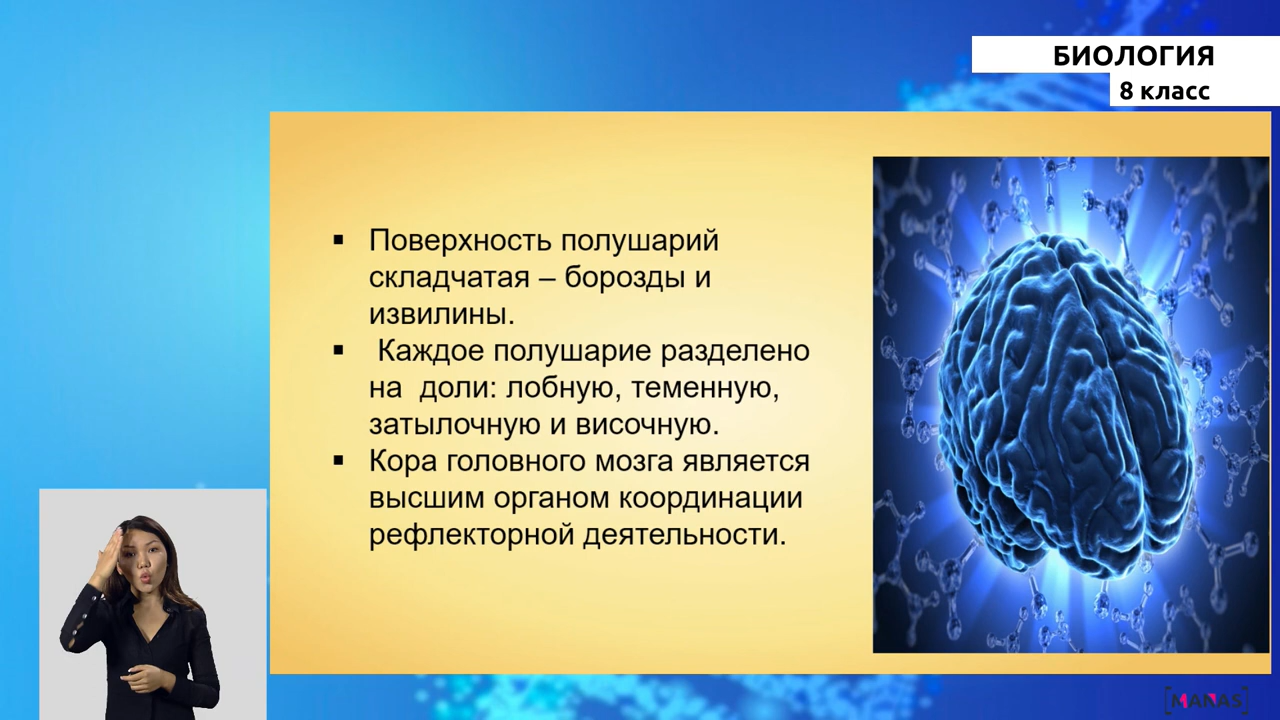 БИОЛОГИЯ
8 класс
▪ Поверхность полушарий
складчатая – борозды и
извилины.
▪ Каждое полушарие разделено
на доли: лобную, теменную,
затылочную и височную.
▪ Кора головного мозга является
высшим органом координации
рефлекторной деятельности.
[MANAS]